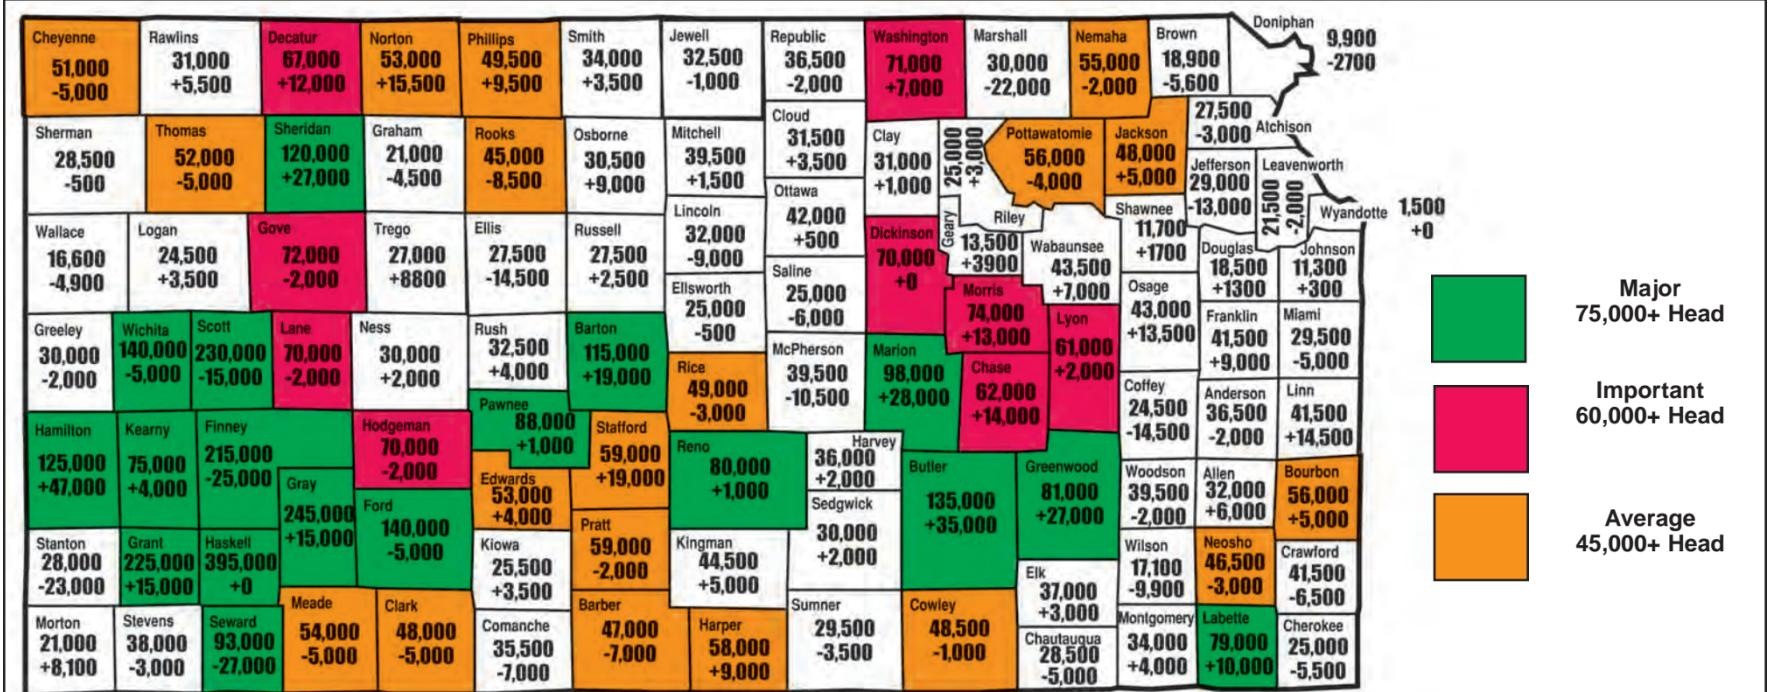 Cheyenne
51,000
-5,000
Rawlins
31,000
+5,500
Decatur
67,000
+12,000
Norton
53,000
+15,500
Phillips
49,500
+9,500
Smith
34,000
+3,500
Jewell
32,500
-1,000
Republic
36,500
-2,000
Washington
71,000
+7,000
Marshall
30,000
-22,000
Nemaha
55,000
-2,000
Brown
18,900
-5,600
Doniphan
9,900
-2700
Sherman
28,500
-500
Thomas
52,000
-5,000
Sheridan
120,000
+27,000
Graham
21,000
-4,500
Rooks
45,000
-8,500
Osborne
30,500
+9,000
Mitchell
39,500
+1,500
Cloud
31,500
+3,500
Clay
31,000
+1,000
25,000
+3,000
Riley
Pottawatomie
56,000
-4,000
Jackson
48,000
+5,000
27,500
-3,000
Atchison
Jefferson
29,000
-13,000
Leavenworth
21,500
-2,000
Wyandotte
1,500
+0
Wallace
16,600
-4,900
Logan
24,500
+3,500
Gove
72,000
-2,000
Trego
27,000
+8800
Ellis
27,500
-14,500
Russell
27,500
+2,500
Lincoln
32,000
-9,000
Ottawa
42,000
+500
Saline
25,000
-6,000
Ellsworth
25,000
-500
Dickinson
70,000
+0
Geary
13,500
+3900
Wabaunsee
43,500
+7,000
Shawnee
11,700
+1700
Douglas
18,500
+1300
Johnson
11,300
+300
Morris
74,000
+13,000
Lyon
61,000
+2,000
Osage
43,000
+13,500
Franklin
41,500
+9,000
Miami
29,500
-5,000
Greeley
30,000
-2,000
Wichita
140,000
-5,000
Scott
230,000
-15,000
Lane
70,000
-2,000
Ness
30,000
+2,000
Rush
32,500
+4,000
Barton
115,000
+19,000
Rice
49,000
-3,000
McPherson
39,500
-10,500
Marion
98,000
+28,000
Chase
62,000
+14,000
Coffey
24,500
-14,500
Anderson
36,500
-2,000
Linn
41,500
+14,500
Hamilton
125,000
+47,000
Kearny
75,000
+4,000
Finney
215,000
-25,000
Gray
245,000
+15,000
Hodgeman
70,000
-2,000
Ford
140,000
-5,000
Pawnee
88,000
+1,000
Edwards
53,000
+4,000
Stafford
59,000
+19,000
Pratt
59,000
-2,000
Reno
80,000
+1,000
Harvey
36,000
+2,000
Sedgwick
30,000
+2,000
Butler
135,000
+35,000
Greenwood
81,000
+27,000
Woodson
39,500
-2,000
Allen
32,000
+6,000
Bourbon
56,000
+5,000
Stanton
28,000
-23,000
Grant
225,000
+15,000
Haskell
395,000
+0
Kiowa
25,500
+3,500
Kingman
44,500
+5,000
Elk
37,000
+3,000
Wilson
17,100
-9,900
Neosho
46,500
-3,000
Crawford
41,500
-6,500
Morton
21,000
+8,100
Stevens
38,000
-3,000
Seward
93,000
-27,000
Meade
54,000
-5,000
Clark
48,000
-5,000
Comanche
35,500
-7,000
Barber
47,000
-7,000
Harper
58,000
+9,000
Sumner
29,500
-3,500
Cowley
48,500
-1,000
Chautauqua
28,500
-5,000
Montgomery
34,000
+4,000
Labette
79,000
+10,000
Cherokee
25,000
-5,500
Major
75,000+ Head
Important
60,000+ Head
Average
45,000+ Head